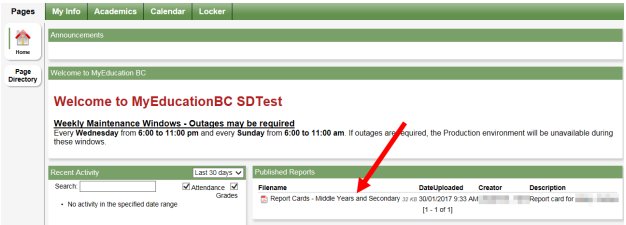 Pages My Info Academics Calendar Locker
Home
Page
Directory
Announcements
Welcome to MyEducation BC
Welcome to MyEducationBC SDTest
Weekly Maintenance Windows - Outages may be required
Every Wednesday from 6:00 to 11:00 pm and every Sunday from 6:00 to 11:00 am. If outages are required, the Production environment will be unavailable during
these windows.
Recent Activity Last 30 days
Search: Attendance
Grades
No activity in the specified date range
Published Reports
Filename DateUploaded Creator Description
Report Cards - Middle Years and Secondary 32 KB 30/01/2017 9:33 AM Report card for
[1 - 1 of 1]